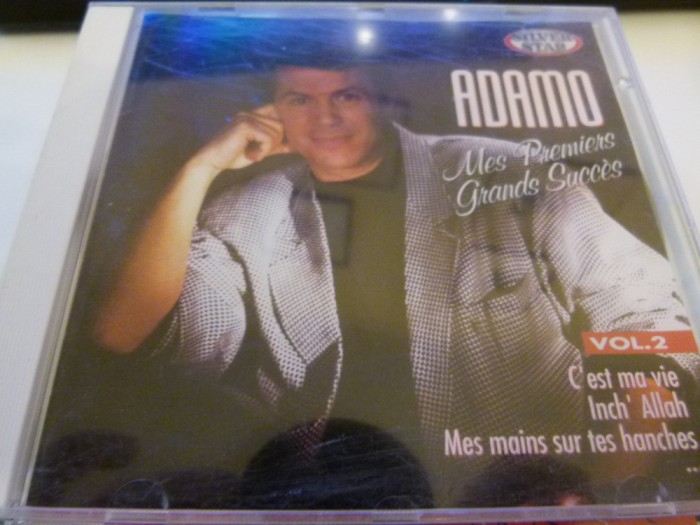 SILVER
STAR
ADAMO
Mes Premiers
Grands Succès
VOL.2
C'est ma vie
Inch' Allah
Mes mains sur tes hanches
..